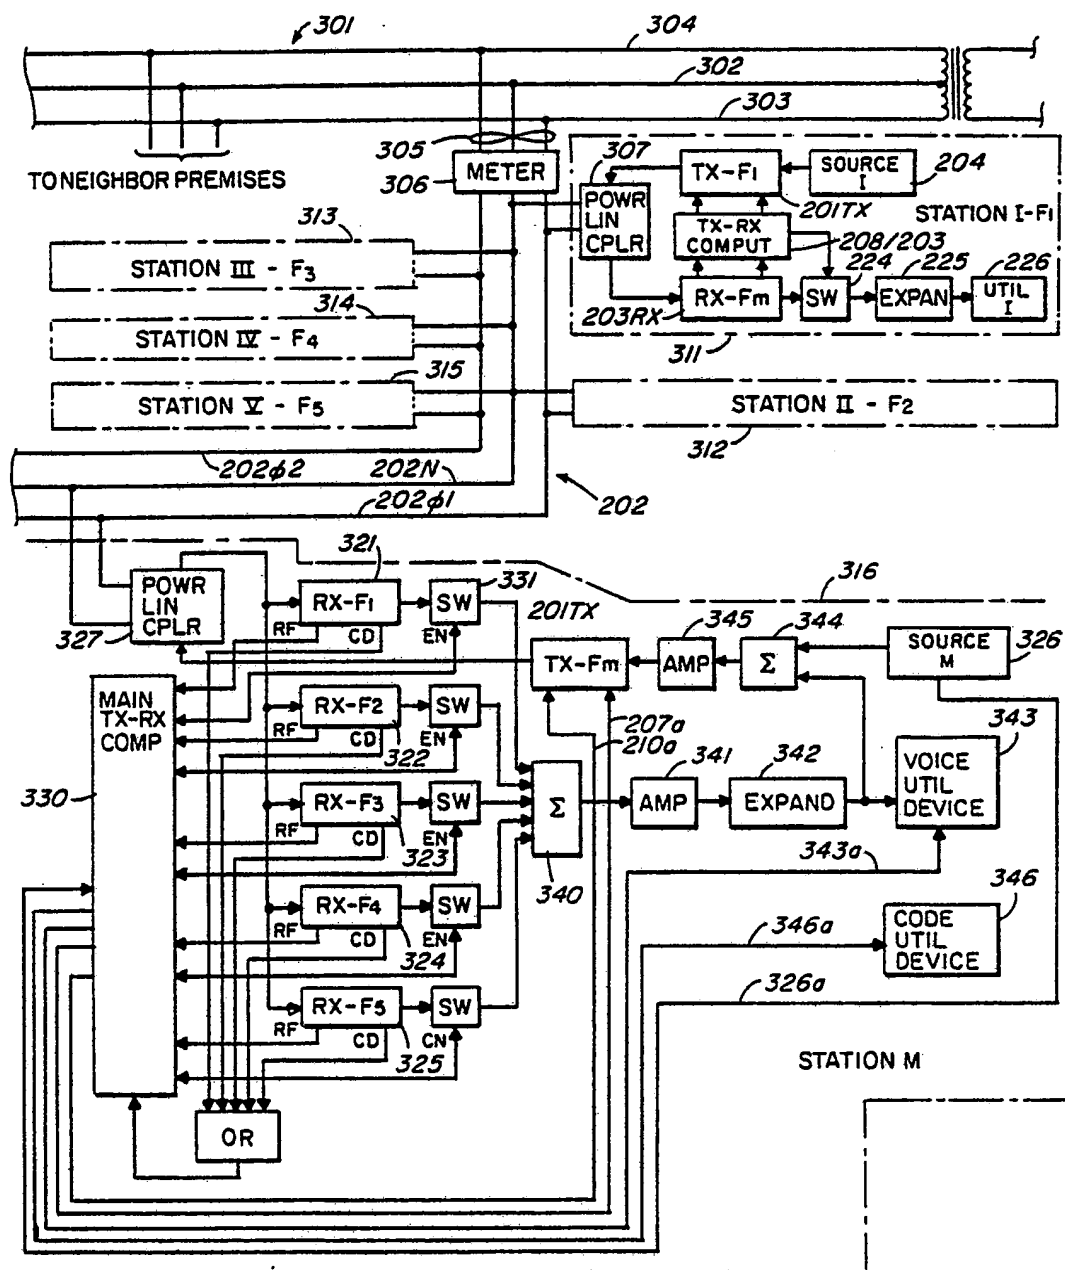 301
304
302
303
305
306
METER
TO NEIGHBOR PREMISES
307
POWR
LIN
CPLR
TX-F1
SOURCE
I
204
201TX
STATION I-F1
TX-RX
COMPUT
208/203
224
225
226
RX-Fm
SW
EXPAN
UTIL
I
203RX
311
313
STATION III - F3
314
STATION IV - F4
315
STATION V - F5
STATION II - F2
312
202ϕ2
202N
202ϕ1
202
316
POWR
LIN
CPLR
327
321
RX-F1
RF
CD
331
SW
EN
201TX
TX-Fm
345
AMP
344
Σ
SOURCE
M
326
MAIN
TX-RX
COMP
330
RX-F2
RF
CD
322
SW
EN
207a
210a
343
VOICE
UTIL
DEVICE
341
AMP
342
EXPAND
RX-F3
RF
CD
323
SW
EN
Σ
340
343a
346
CODE
UTIL
DEVICE
346a
326a
RX-F4
RF
CD
324
SW
EN
RX-F5
RF
CD
325
SW
CN
STATION M
OR